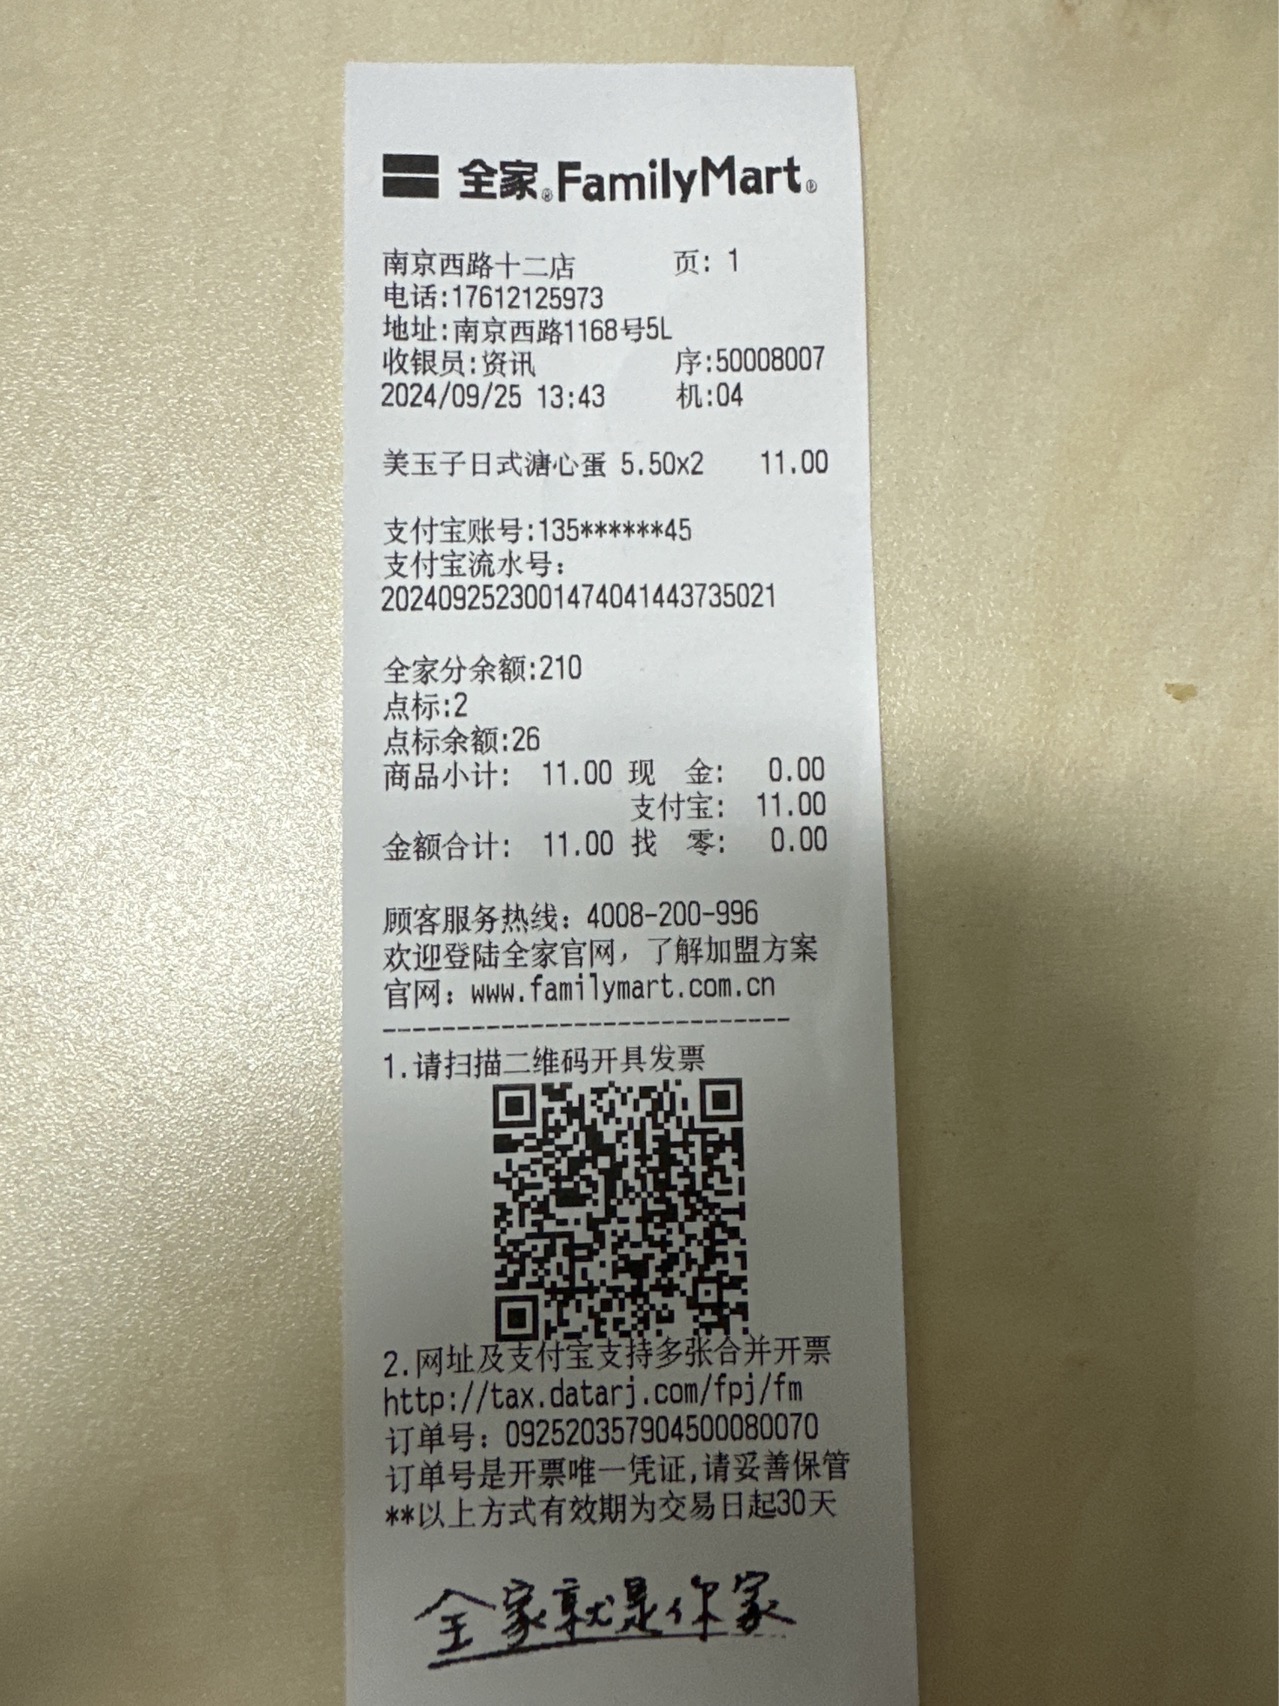 全家®FamilyMart®
南京西路十二店 页: 1
电话:17612125973
地址:南京西路1168号5L
收银员:资讯 序:50008007
2024/09/25 13:43 机:04
美玉子日式溏心蛋 5.50x2 11.00
支付宝账号:135******45
支付宝流水号:
2024092523001474041443735021
全家分余额:210
点标:2
点标余额:26
商品小计: 11.00 现 金: 0.00
支付宝: 11.00
金额合计: 11.00 找 零: 0.00
顾客服务热线: 4008-200-996
欢迎登陆全家官网，了解加盟方案
官网: www.familymart.com.cn
-----------------------------
1.请扫描二维码开具发票
2.网址及支付宝支持多张合并开票
http://tax.datarj.com/fpj/fm
订单号: 092520357904500080070
订单号是开票唯一凭证,请妥善保管
**以上方式有效期为交易日起30天
全家就是你家